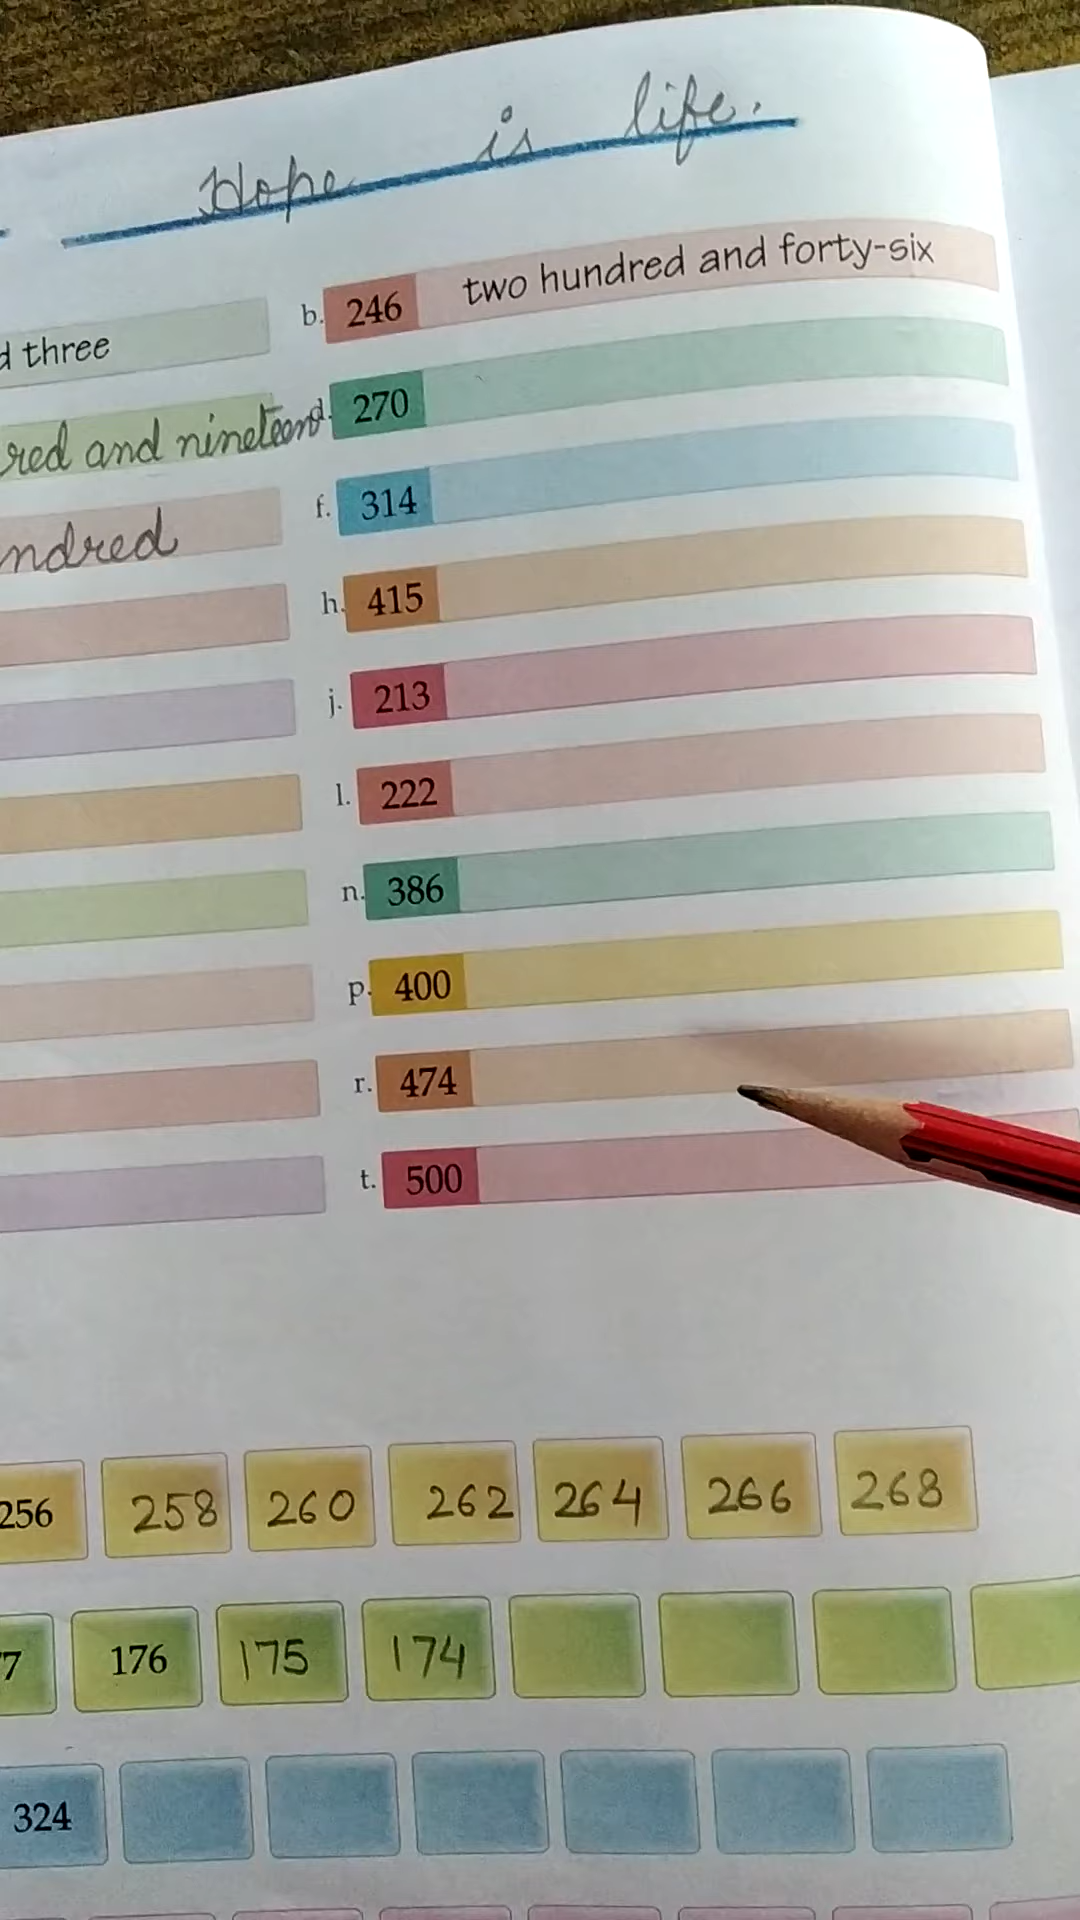 Hope is life.
d three
b. 246 two hundred and forty-six
red and nineteen
d. 270
ndred
f. 314
h. 415
j. 213
l. 222
n. 386
p. 400
r. 474
t. 500
256 258 260 262 264 266 268
7 176 175 174
324